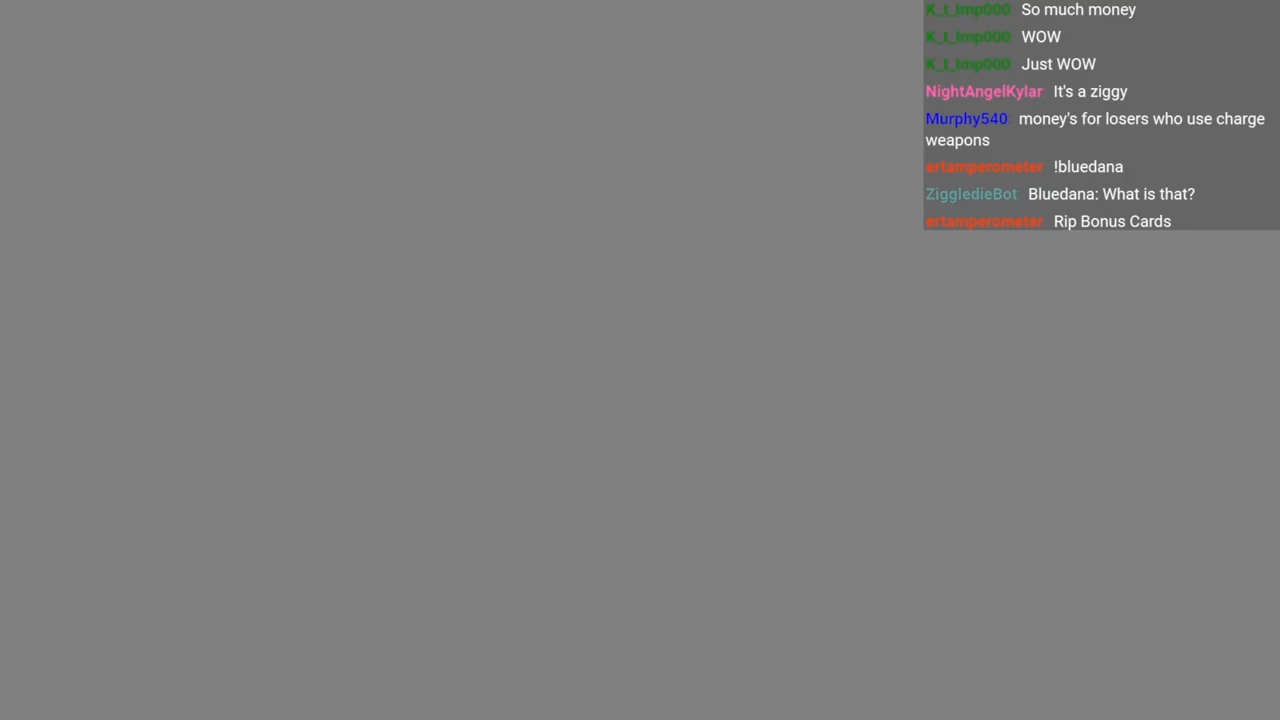 K_t_Imp000: So much money
K_t_Imp000: WOW
K_t_Imp000: Just WOW
NightAngelKylar: It's a ziggy
Murphy540: money's for losers who use charge
weapons
ertamperometer: !bluedana
ZiggledieBot: Bluedana: What is that?
ertamperometer: Rip Bonus Cards